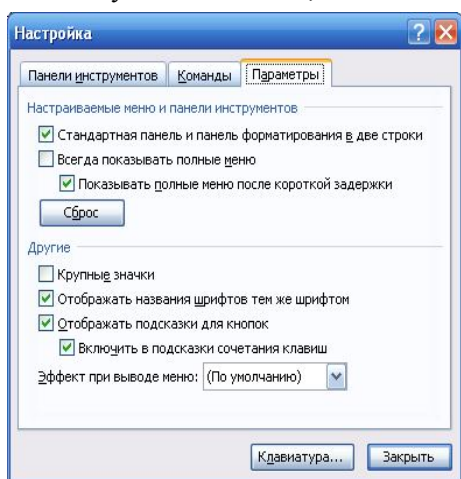 Настройка
Панели инструментов Команды Параметры
Настраиваемые меню и панели инструментов
Стандартная панель и панель форматирования в две строки
Всегда показывать полные меню
Показывать полные меню после короткой задержки
Сброс
Другие
Крупные значки
Отображать названия шрифтов тем же шрифтом
Отображать подсказки для кнопок
Включить в подсказки сочетания клавиш
Эффект при выводе меню: (По умолчанию)
Клавиатура... Закрыть